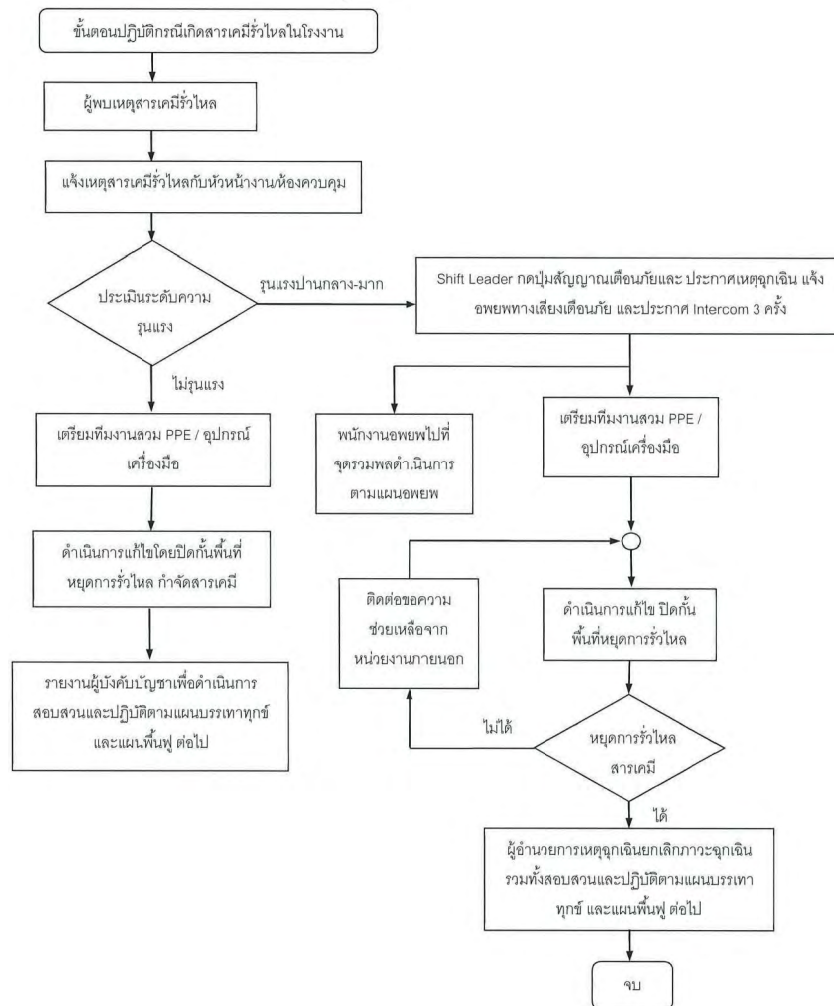 ขั้นตอนปฏิบัติกรณีเกิดสารเคมีรั่วไหลในโรงงาน
ผู้พบเหตุสารเคมีรั่วไหล
แจ้งเหตุสารเคมีรั่วไหลกับหัวหน้างาน/ห้องควบคุม
ประเมินระดับความ
รุนแรง
รุนแรงปานกลาง-มาก
Shift Leader กดปุ่มสัญญาณเตือนภัยและ ประกาศเหตุฉุกเฉิน แจ้ง
อพยพทางเสียงเตือนภัย และประกาศ Intercom 3 ครั้ง
ไม่รุนแรง
เตรียมทีมงานสวม PPE / อุปกรณ์
เครื่องมือ
ดำเนินการแก้ไขโดยปิดกั้นพื้นที่
หยุดการรั่วไหล กำจัดสารเคมี
รายงานผู้บังคับบัญชาเพื่อดำเนินการ
สอบสวนและปฏิบัติตามแผนบรรเทาทุกข์
และแผนพื้นฟู ต่อไป
พนักงานอพยพไปที่
จุดรวมพลดำเนินการ
ตามแผนอพยพ
เตรียมทีมงานสวม PPE /
อุปกรณ์เครื่องมือ
ติดต่อขอความ
ช่วยเหลือจาก
หน่วยงานภายนอก
ดำเนินการแก้ไข ปิดกั้น
พื้นที่หยุดการรั่วไหล
ไม่ได้
หยุดการรั่วไหล
สารเคมี
ได้
ผู้อำนวยการเหตุฉุกเฉินยกเลิกภาวะฉุกเฉิน
รวมทั้งสอบสวนและปฏิบัติตามแผนบรรเทา
ทุกข์ และแผนพื้นฟู ต่อไป
จบ